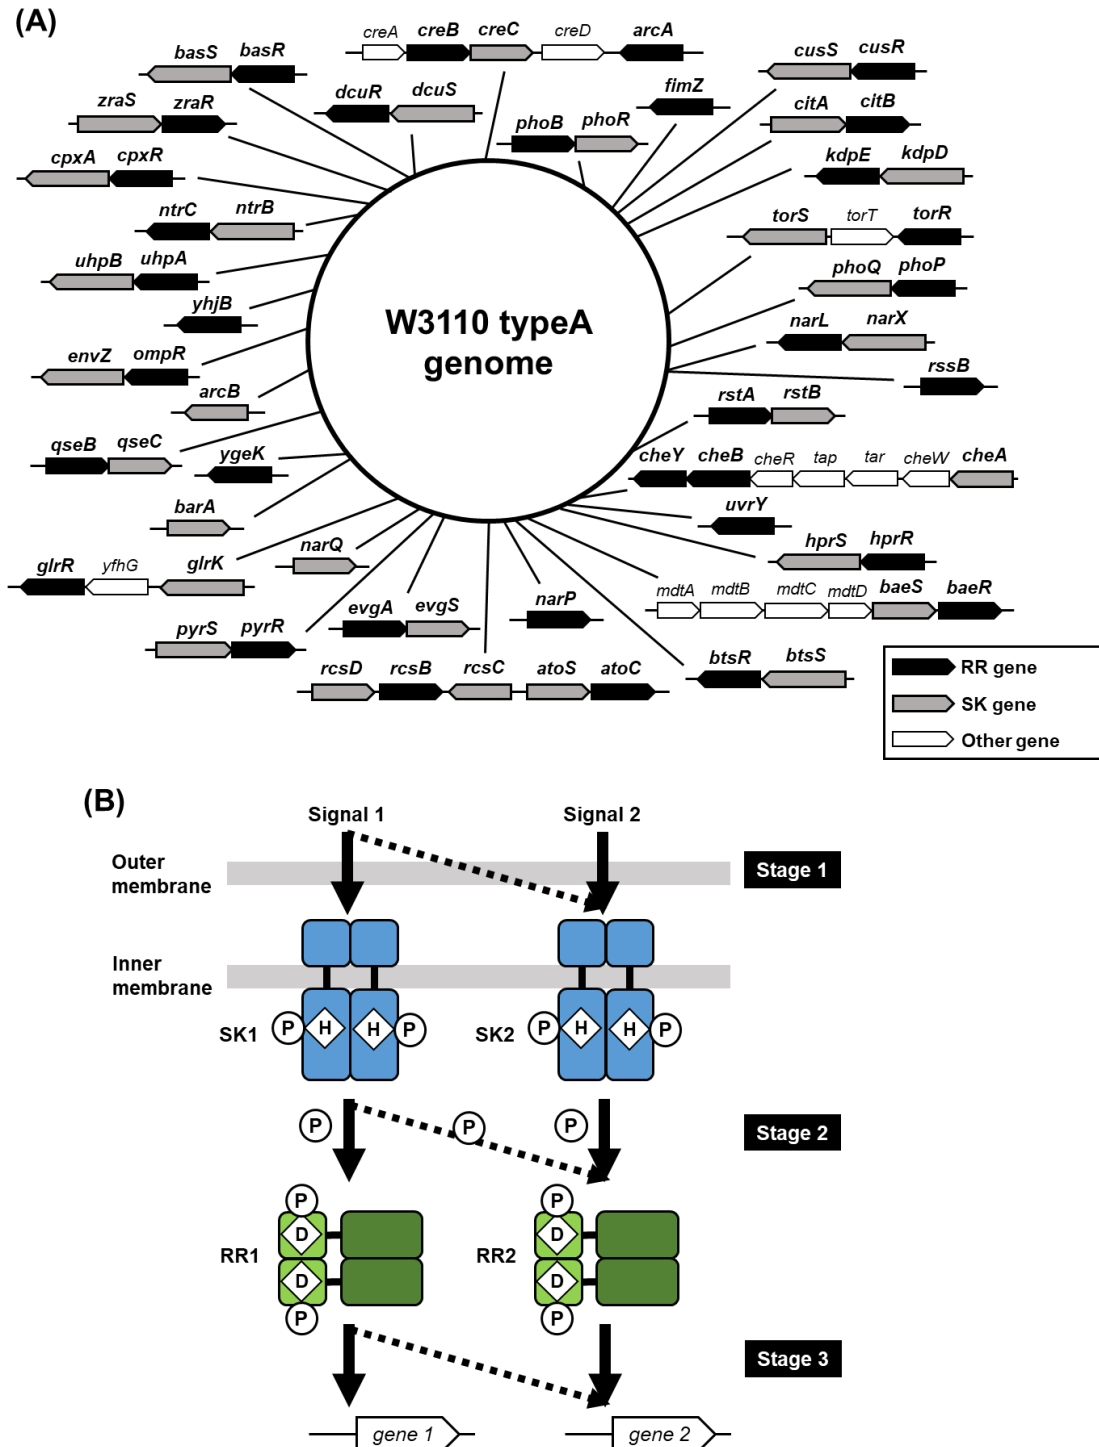 (A)
creA creB creC creD arcA
basS basR
cusS cusR
zraS zraR
dcuR dcuS
fimZ
citA citB
phoB phoR
cpxA cpxR
kdpE kdpD
ntrC ntrB
torS torT torR
uhpB uhpA
phoQ phoP
yhjB
W3110 typeA
genome
narL narX
envZ ompR
rssB
arcB
rstA rstB
qseB qseC
ygeK
cheY cheB cheR tap tar cheW cheA
barA
uvrY
narQ
hprS hprR
glrR yfhG glrK
mdtA mdtB mdtC mdtD baeS baeR
evgA evgS
narP
pyrS pyrR
rcsD rcsB rcsC atoS atoC
btsR btsS
RR gene
SK gene
Other gene
(B)
Signal 1 Signal 2
Outer
membrane
Stage 1
Inner
membrane
SK1 P H H P
SK2 P H H P
P P P
Stage 2
P P
D D
RR1 RR2
D D
P P
Stage 3
gene 1 gene 2